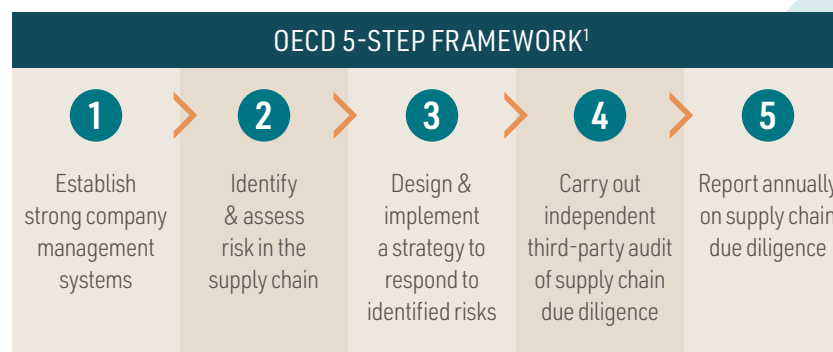 OECD 5-STEP FRAMEWORK¹
1
Establish
strong company
management
systems
2
Identify
& assess
risk in the
supply chain
3
Design &
implement
a strategy to
respond to
identified risks
4
Carry out
independent
third-party audit
of supply chain
due diligence
5
Report annually
on supply chain
due diligence